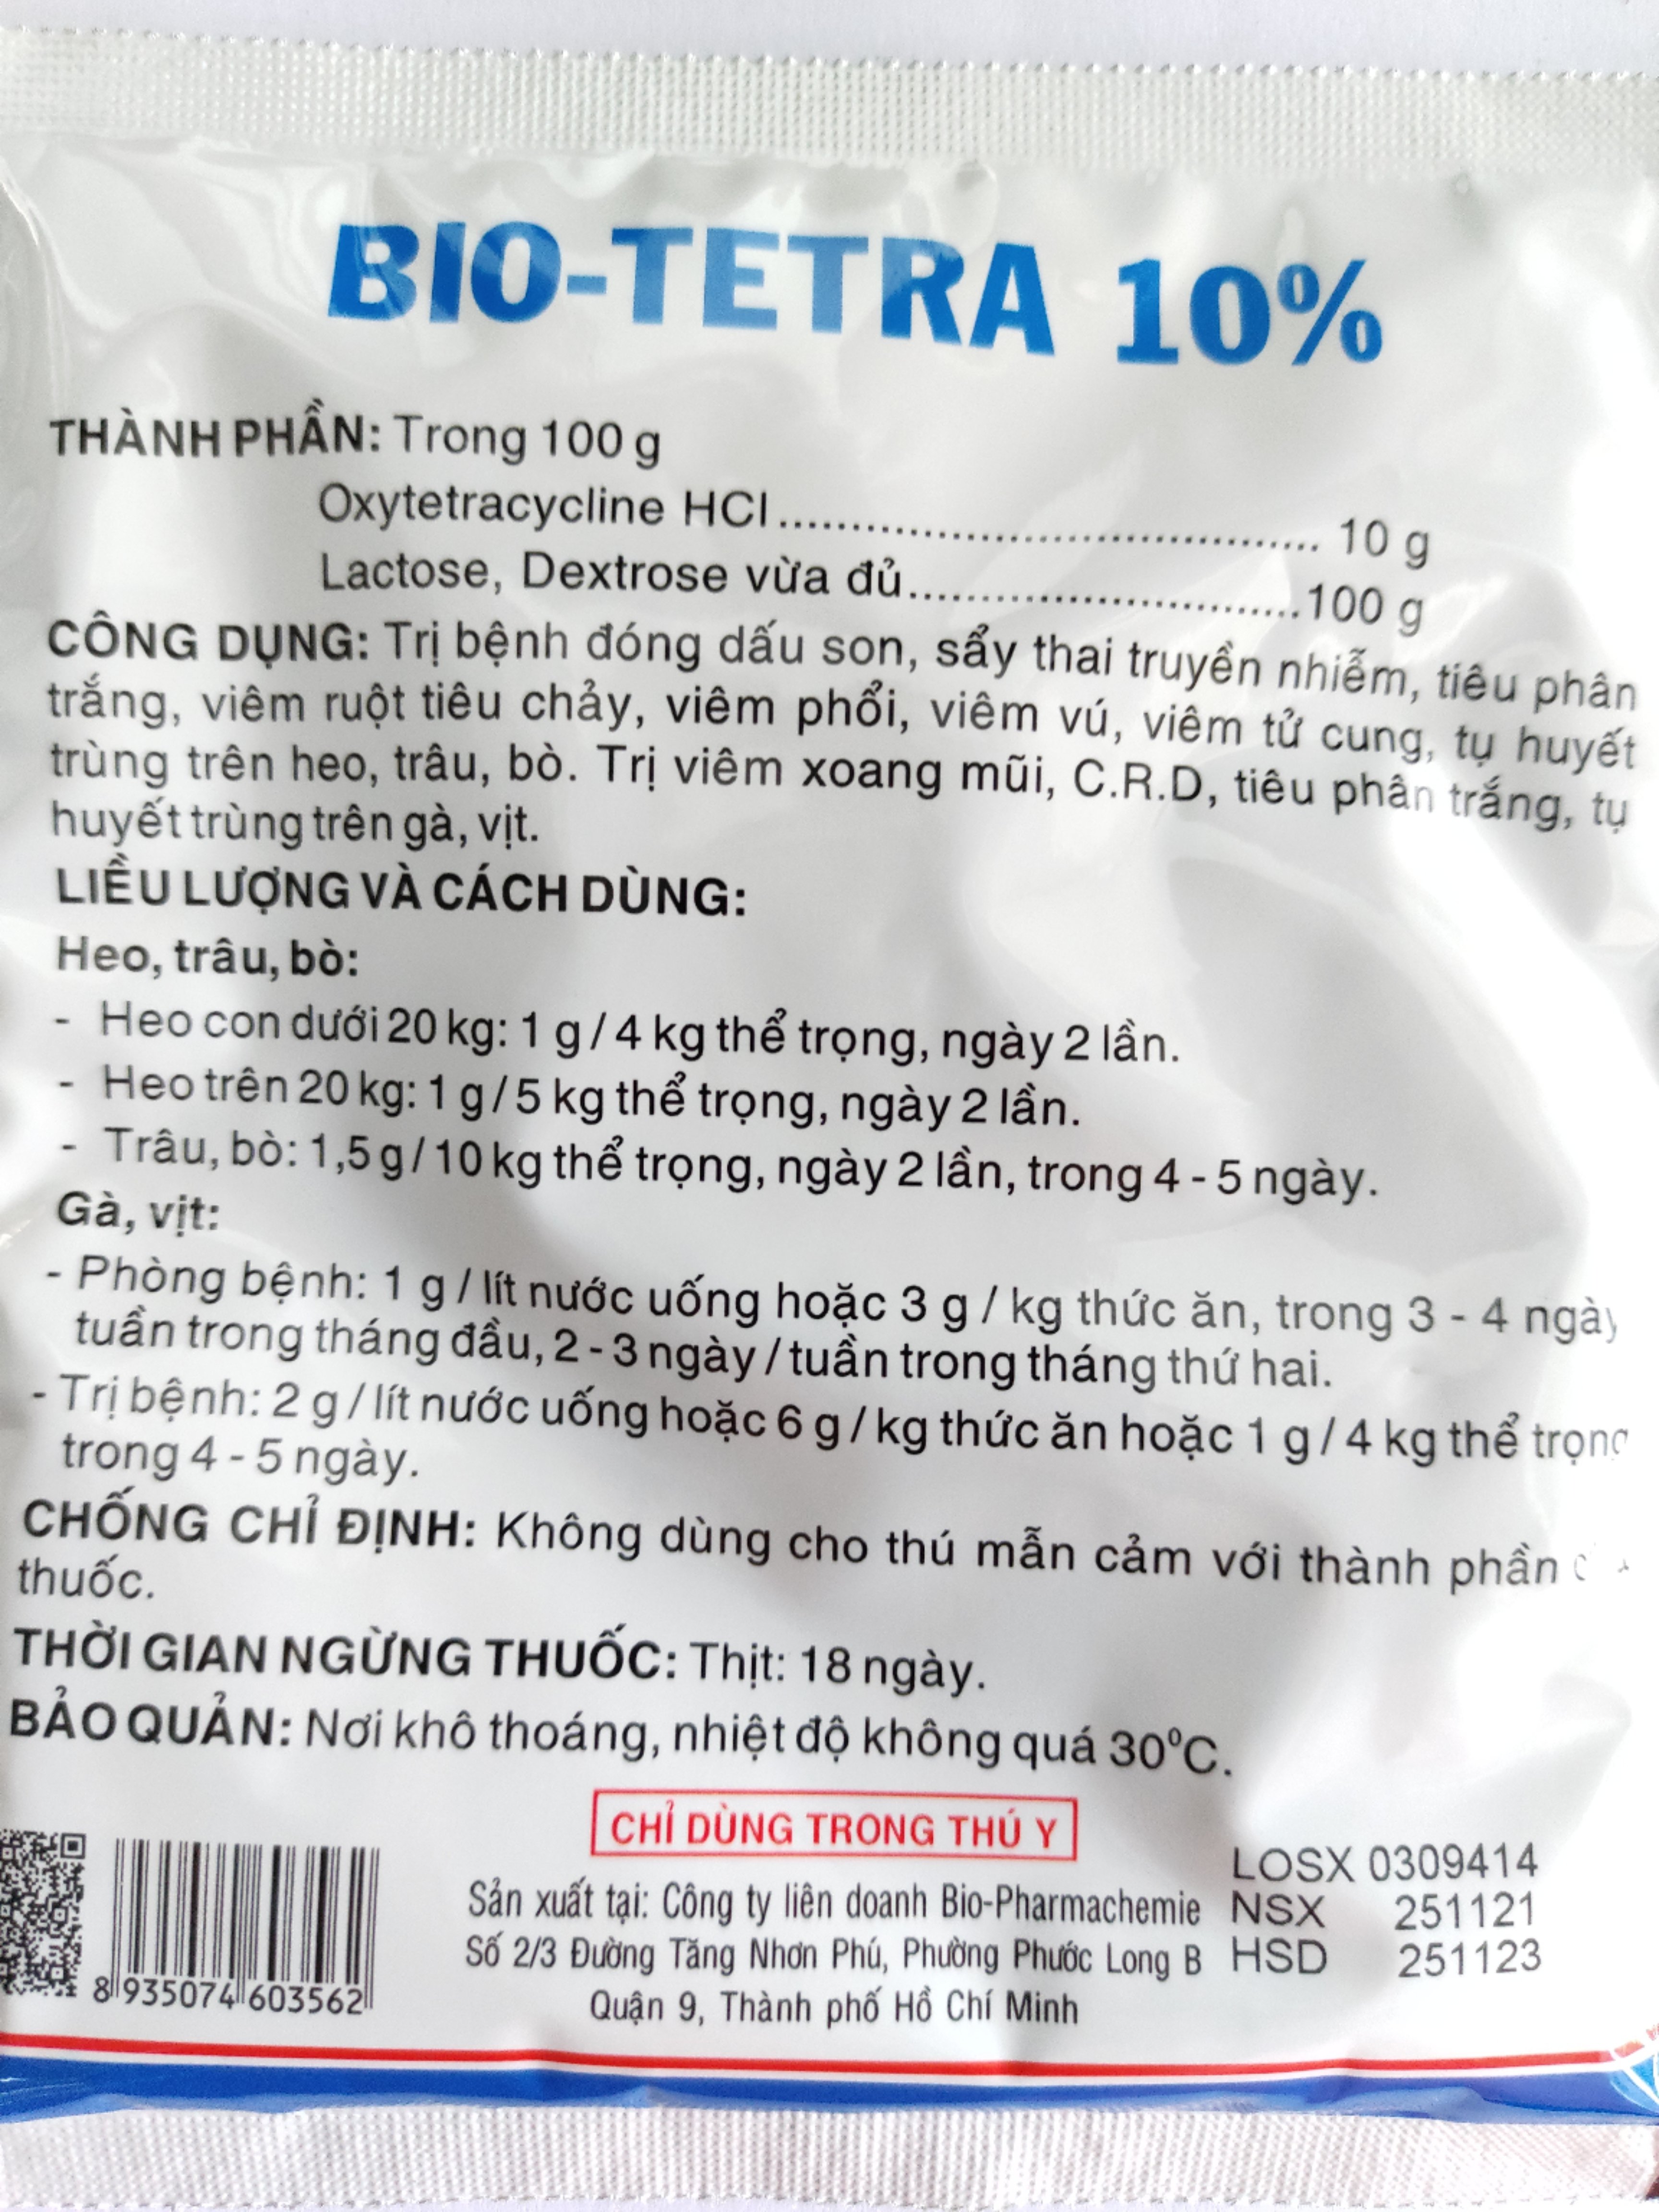 BIO-TETRA 10%
THÀNH PHẦN: Trong 100 g
Oxytetracycline HCl.......................................... 10 g
Lactose, Dextrose vừa đủ..............................100 g
CÔNG DỤNG: Trị bệnh đóng dấu son, sẩy thai truyền nhiễm, tiêu phân
trắng, viêm ruột tiêu chảy, viêm phổi, viêm vú, viêm tử cung, tụ huyết
trùng trên heo, trâu, bò. Trị viêm xoang mũi, C.R.D, tiêu phân trắng, tụ
huyết trùng trên gà, vịt.
LIỀU LƯỢNG VÀ CÁCH DÙNG:
Heo, trâu, bò:
- Heo con dưới 20 kg: 1 g / 4 kg thể trọng, ngày 2 lần.
- Heo trên 20 kg: 1 g / 5 kg thể trọng, ngày 2 lần.
- Trâu, bò: 1,5 g / 10 kg thể trọng, ngày 2 lần, trong 4 - 5 ngày.
Gà, vịt:
- Phòng bệnh: 1 g / lít nước uống hoặc 3 g / kg thức ăn, trong 3 - 4 ngày
tuần trong tháng đầu, 2 - 3 ngày / tuần trong tháng thứ hai.
- Trị bệnh: 2 g / lít nước uống hoặc 6 g / kg thức ăn hoặc 1 g / 4 kg thể trọng
trong 4 - 5 ngày.
CHỐNG CHỈ ĐỊNH: Không dùng cho thú mẫn cảm với thành phần
thuốc.
THỜI GIAN NGỪNG THUỐC: Thịt: 18 ngày.
BẢO QUẢN: Nơi khô thoáng, nhiệt độ không quá 30°C.
CHỈ DÙNG TRONG THÚ Y
Sản xuất tại: Công ty liên doanh Bio-Pharmachemie
Số 2/3 Đường Tăng Nhơn Phú, Phường Phước Long B
Quận 9, Thành phố Hồ Chí Minh
LOSX 0309414
NSX 251121
HSD 251123
8 935074 603562